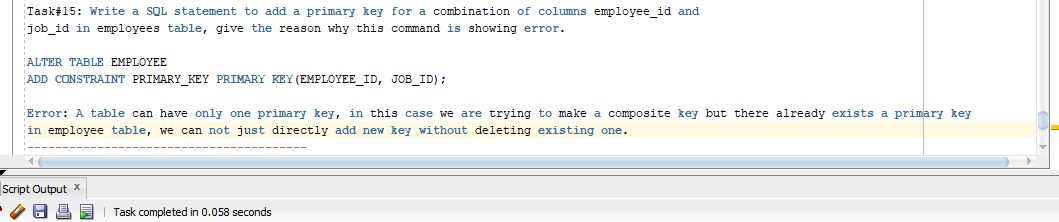 Task#15: Write a SQL statement to add a primary key for a combination of columns employee_id and
job_id in employees table, give the reason why this command is showing error.
ALTER TABLE EMPLOYEE
ADD CONSTRAINT PRIMARY_KEY PRIMARY KEY(EMPLOYEE_ID, JOB_ID);
Error: A table can have only one primary key, in this case we are trying to make a composite key but there already exists a primary key
in employee table, we can not just directly add new key without deleting existing one.
----------------------------------------
Script Output x
Task completed in 0.058 seconds